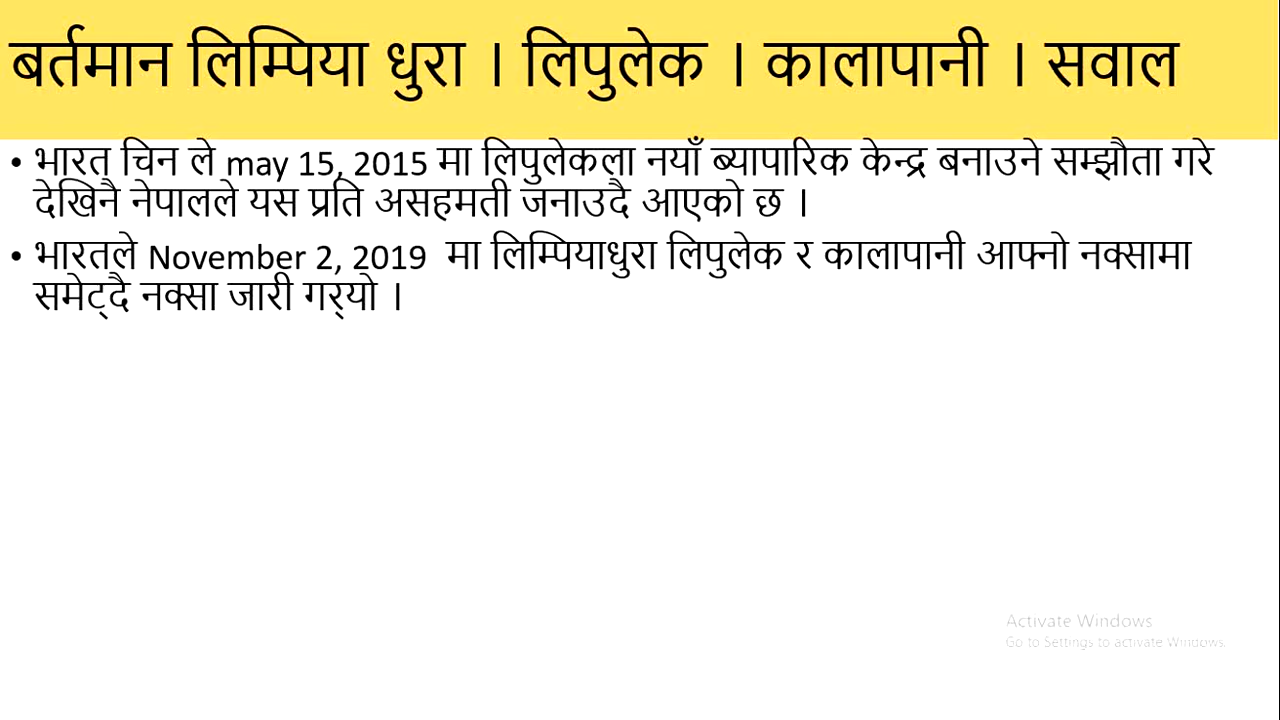 बर्तमान लिम्पिया धुरा । लिपुलेक । कालापानी । सवाल
• भारत चिन ले may 15, 2015 मा लिपुलेकला नयाँ ब्यापारिक केन्द्र बनाउने सम्झौता गरे
देखिनै नेपालले यस प्रति असहमती जनाउदै आएको छ ।
• भारतले November 2, 2019 मा लिम्पियाधुरा लिपुलेक र कालापानी आफ्नो नक्सामा
समेट्दै नक्सा जारी गर्‍यो ।
Activate Windows
Go to Settings to activate Windows.